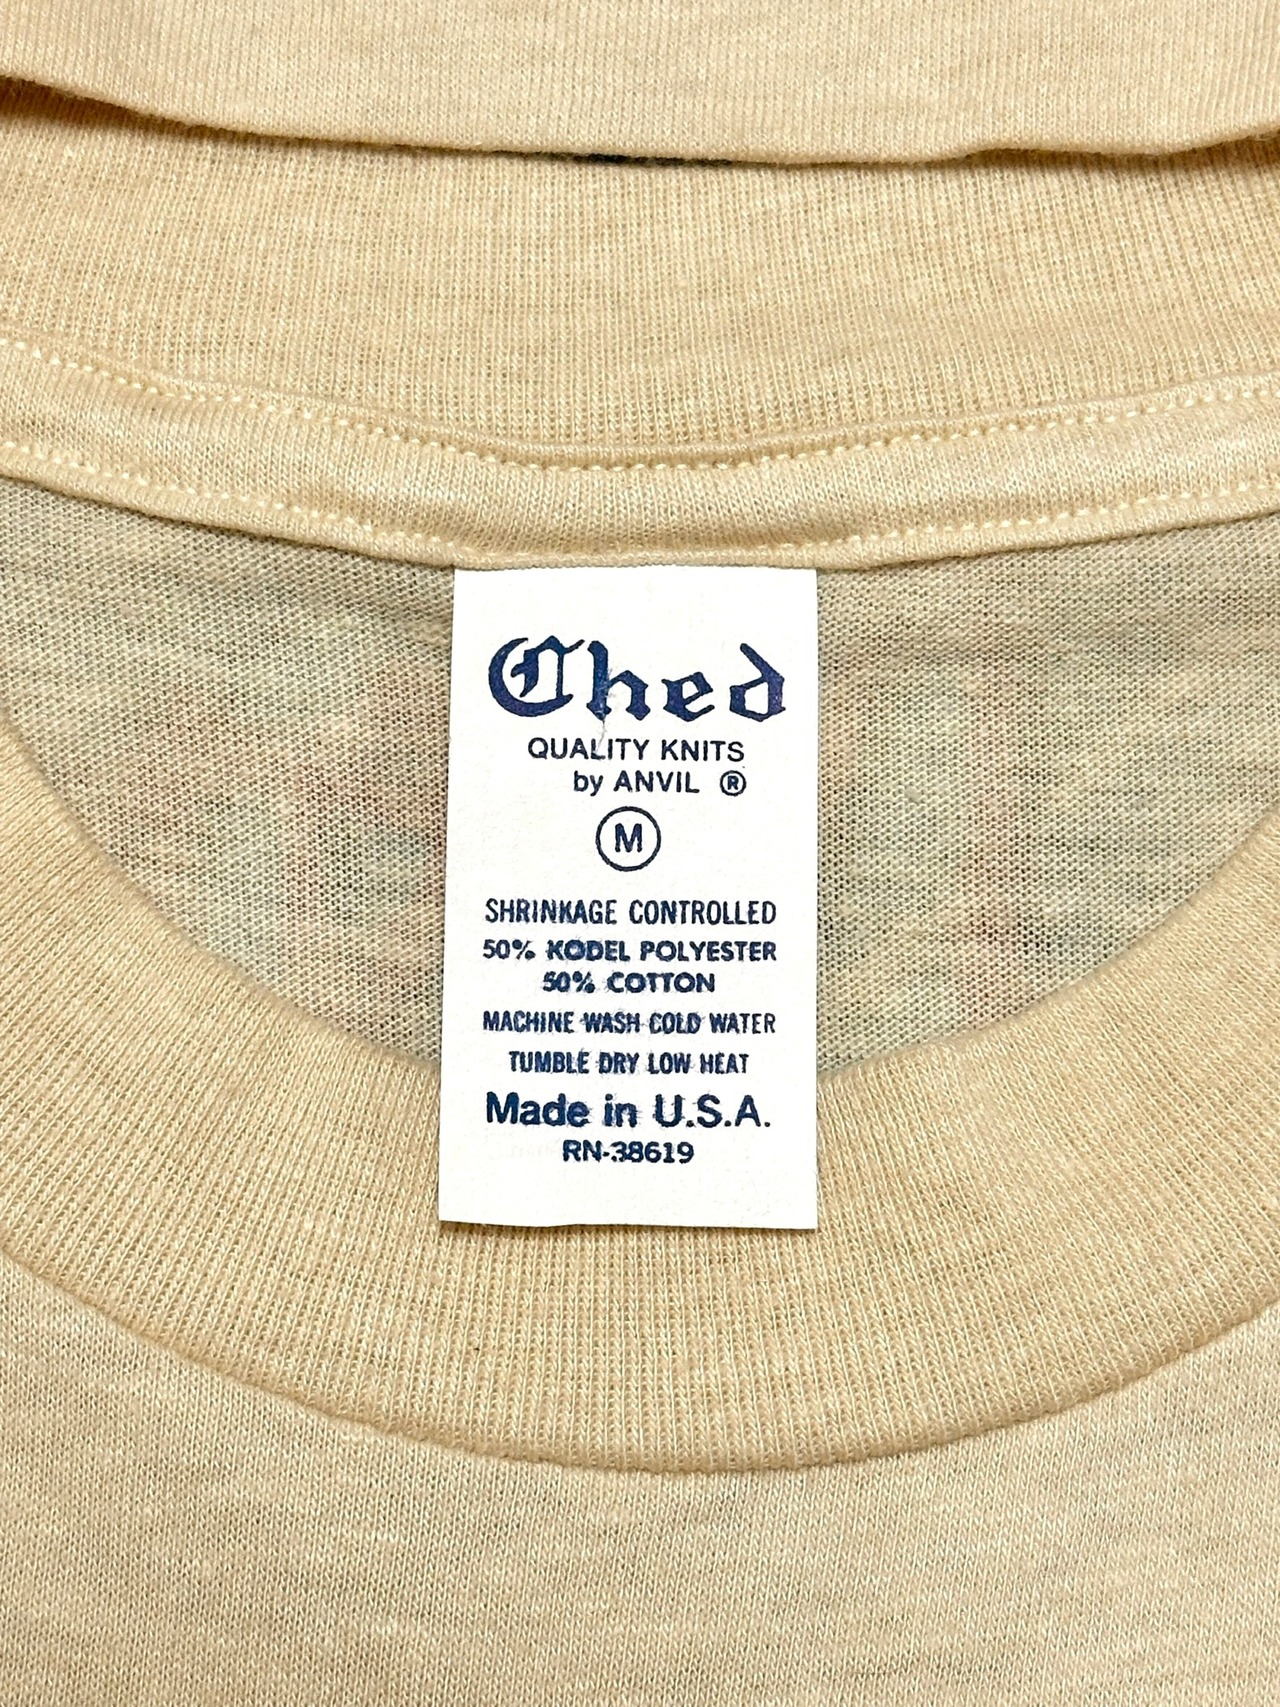 Ched
QUALITY KNITS
by ANVIL ®
M
SHRINKAGE CONTROLLED
50% KODEL POLYESTER
50% COTTON
MACHINE WASH COLD WATER
TUMBLE DRY LOW HEAT
Made in U.S.A.
RN-38619